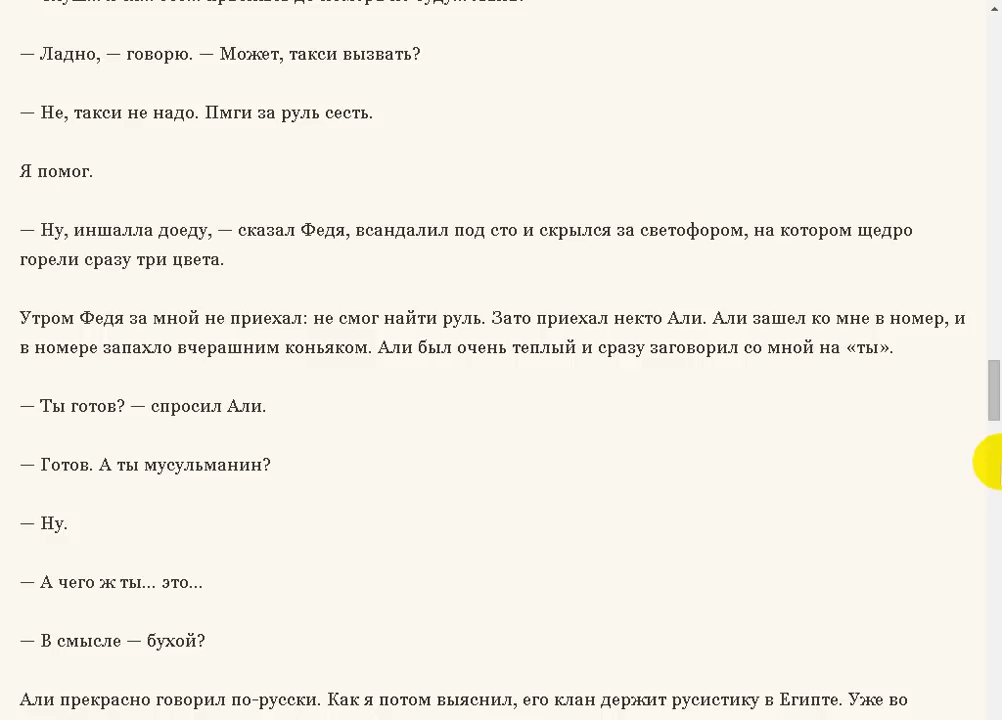 — Ладно, — говорю. — Может, такси вызвать?
— Не, такси не надо. Пмги за руль сесть.
Я помог.
— Ну, иншалла доеду, — сказал Федя, всандалил под сто и скрылся за светофором, на котором щедро
горели сразу три цвета.
Утром Федя за мной не приехал: не смог найти руль. Зато приехал некто Али. Али зашел ко мне в номер, и
в номере запахло вчерашним коньяком. Али был очень теплый и сразу заговорил со мной на «ты».
— Ты готов? — спросил Али.
— Готов. А ты мусульманин?
— Ну.
— А чего ж ты... это...
— В смысле — бухой?
Али прекрасно говорил по-русски. Как я потом выяснил, его клан держит русистику в Египте. Уже во